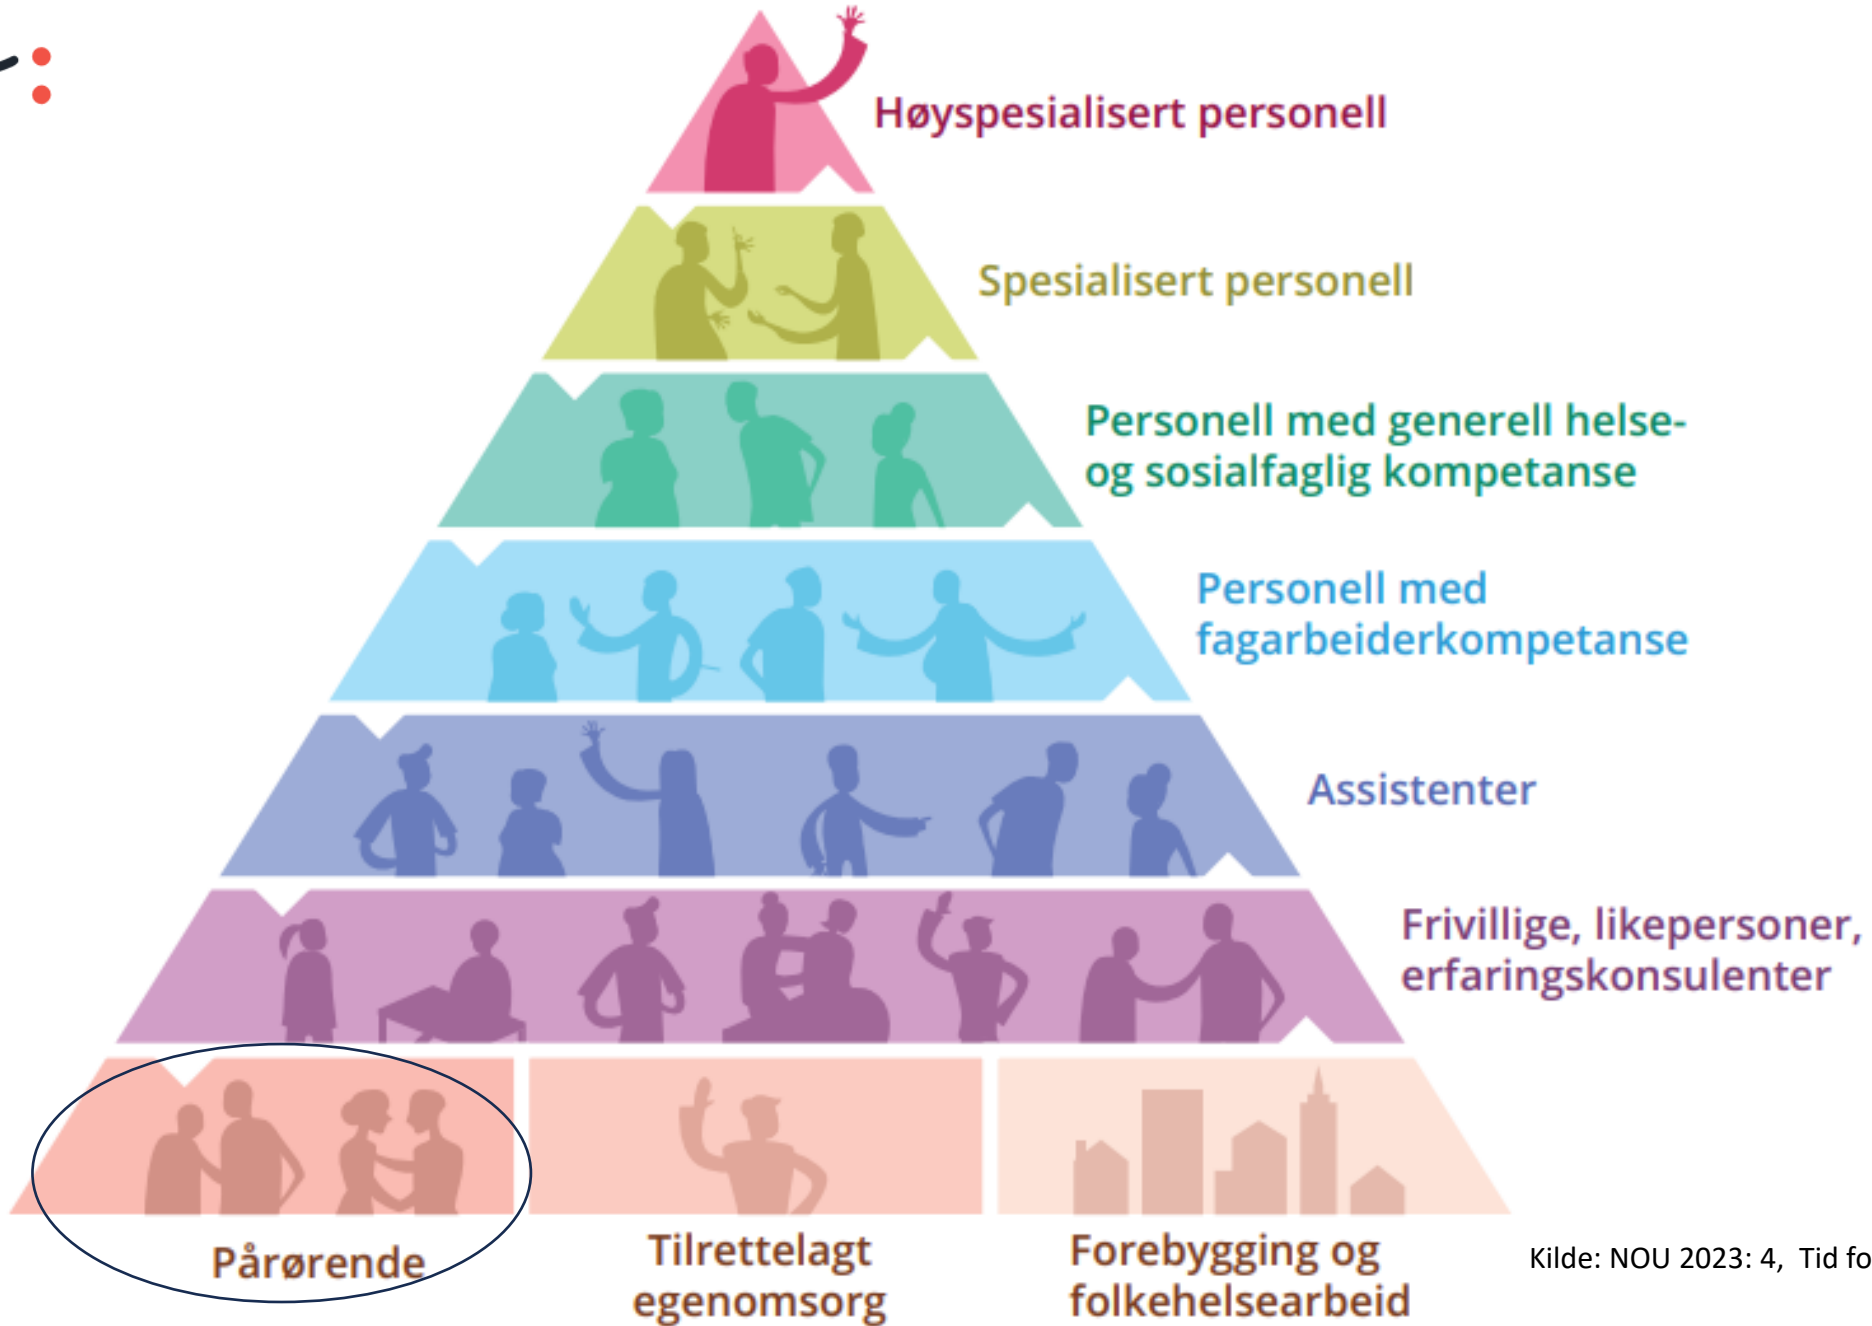 Høyspesialisert personell
Spesialisert personell
Personell med generell helse-
og sosialfaglig kompetanse
Personell med
fagarbeiderkompetanse
Assistenter
Frivillige, likepersoner,
erfaringskonsulenter
Pårørende
Tilrettelagt
egenomsorg
Forebygging og
folkehelsearbeid
Kilde: NOU 2023: 4, Tid fo